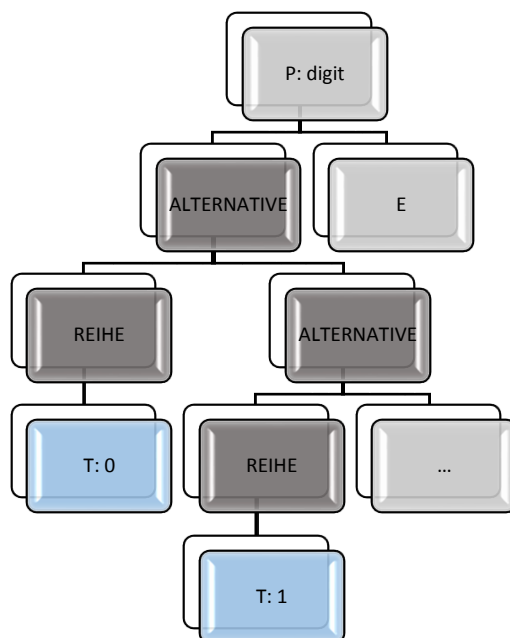 P: digit
ALTERNATIVE
E
REIHE
ALTERNATIVE
T: 0
REIHE
...
T: 1